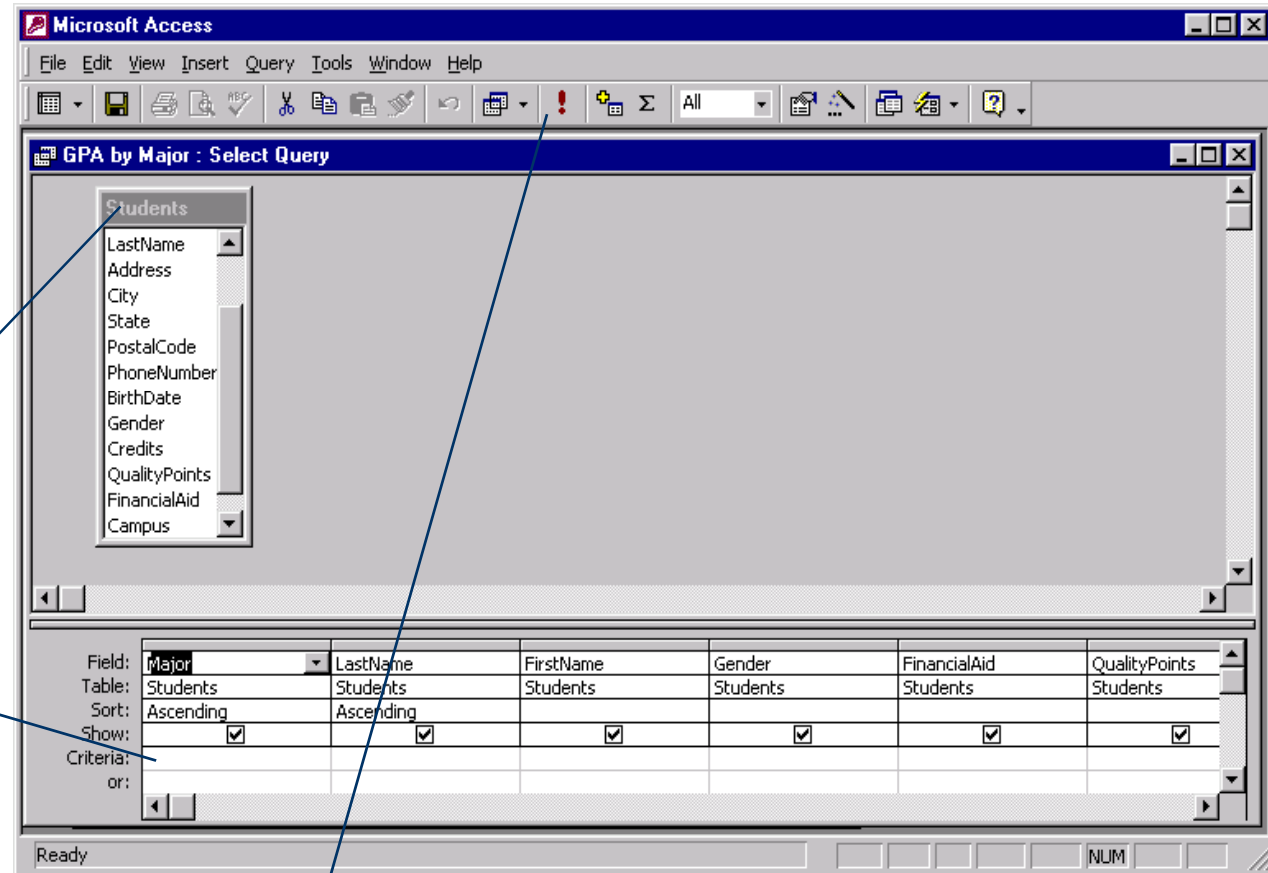 Microsoft Access
File Edit View Insert Query Tools Window Help
ABC Σ All
GPA by Major : Select Query
Students
LastName
Address
City
State
PostalCode
PhoneNumber
BirthDate
Gender
Credits
QualityPoints
FinancialAid
Campus
Field: Major LastName FirstName Gender FinancialAid QualityPoints
Table: Students Students Students Students Students Students
Sort: Ascending Ascending
Show:
Criteria:
or:
Ready NUM